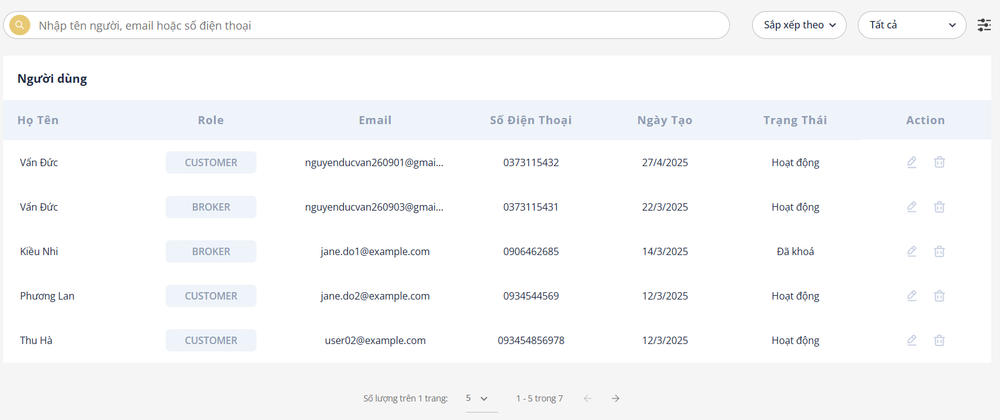 Nhập tên người, email hoặc số điện thoại Sắp xếp theo Tất cả
Người dùng
Họ Tên Role Email Số Điện Thoại Ngày Tạo Trạng Thái Action
Vấn Đức CUSTOMER nguyenducvan260901@gmai... 0373115432 27/4/2025 Hoạt động
Vấn Đức BROKER nguyenducvan260903@gmai... 0373115431 22/3/2025 Hoạt động
Kiều Nhi BROKER jane.do1@example.com 0906462685 14/3/2025 Đã khoá
Phương Lan CUSTOMER jane.do2@example.com 0934544569 12/3/2025 Hoạt động
Thu Hà CUSTOMER user02@example.com 093454856978 12/3/2025 Hoạt động
Số lượng trên 1 trang: 5 1 - 5 trong 7